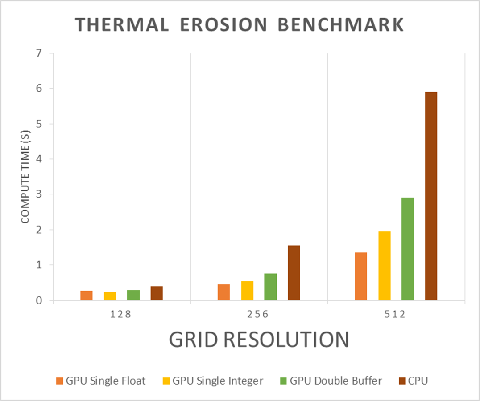 THERMAL EROSION BENCHMARK
7
6
5
4
3
2
1
0
COMPUTE TIME(S)
128 256 512
GRID RESOLUTION
GPU Single Float GPU Single Integer GPU Double Buffer CPU